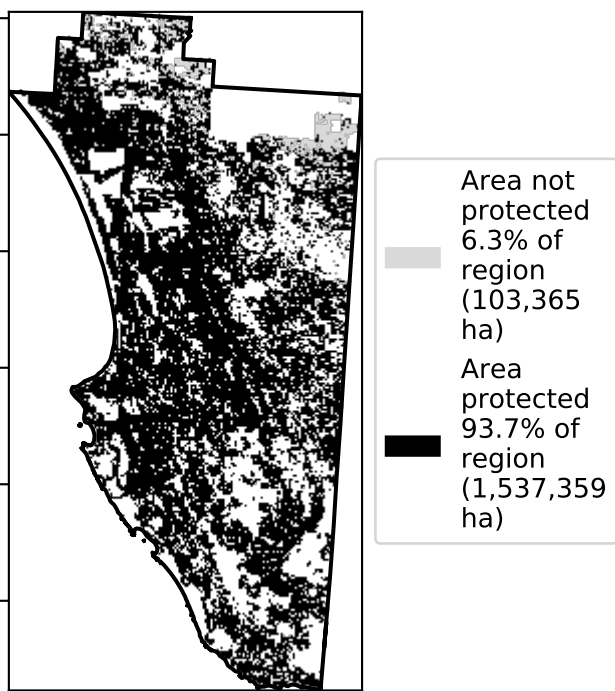 Area not
protected
6.3% of
region
(103,365
ha)
Area
protected
93.7% of
region
(1,537,359
ha)